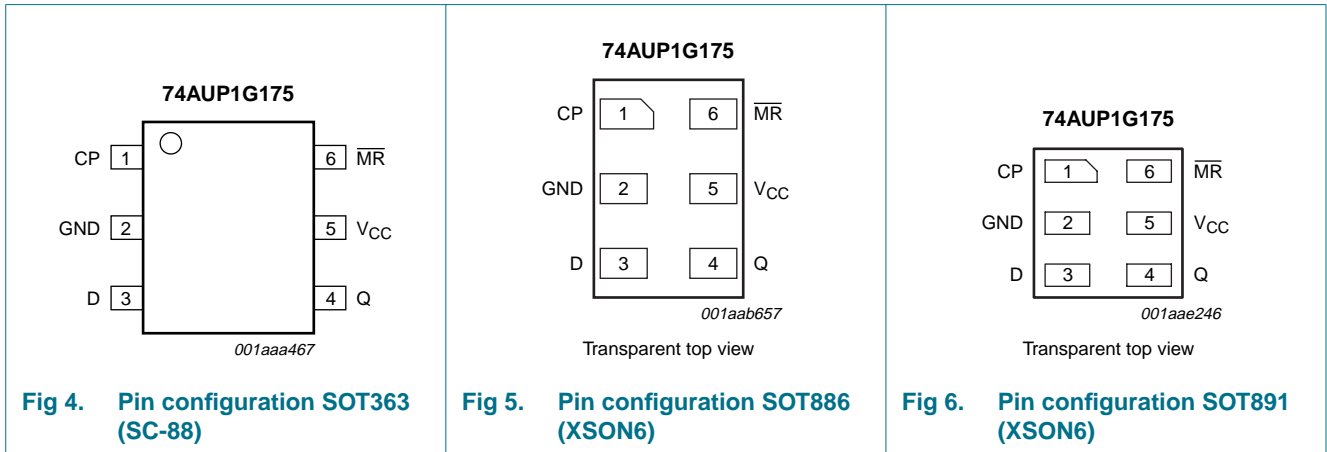 74AUP1G175
CP 1 6 M̅R̅
GND 2 5 VCC
D 3 4 Q
001aaa467
Fig 4. Pin configuration SOT363
(SC-88)
74AUP1G175
CP 1 6 M̅R̅
GND 2 5 VCC
D 3 4 Q
001aab657
Transparent top view
Fig 5. Pin configuration SOT886
(XSON6)
74AUP1G175
CP 1 6 M̅R̅
GND 2 5 VCC
D 3 4 Q
001aae246
Transparent top view
Fig 6. Pin configuration SOT891
(XSON6)